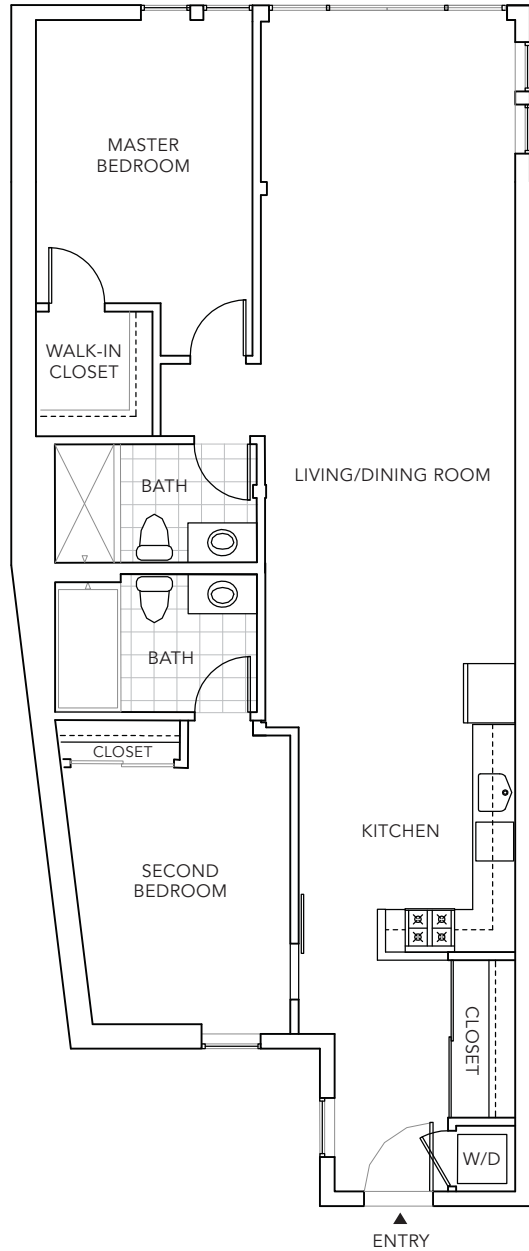 MASTER
BEDROOM
WALK-IN
CLOSET
BATH
LIVING/DINING ROOM
BATH
CLOSET
KITCHEN
SECOND
BEDROOM
CLOSET
W/D
ENTRY